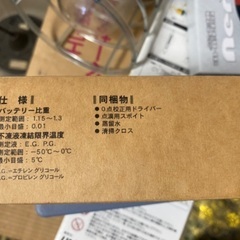 仕 様
バッテリー比重
測定範囲: 1.15～1.3
最小目盛: 0.01
不凍液凍結限界温度
液種: E.G. P.G.
測定範囲: -50℃～0℃
最小目盛: 5℃
E.G.=エチレングリコール
P.G.=プロピレングリコール
同梱物
●0点校正用ドライバー
●点滴用スポイト
●蒸留水
●清掃クロス